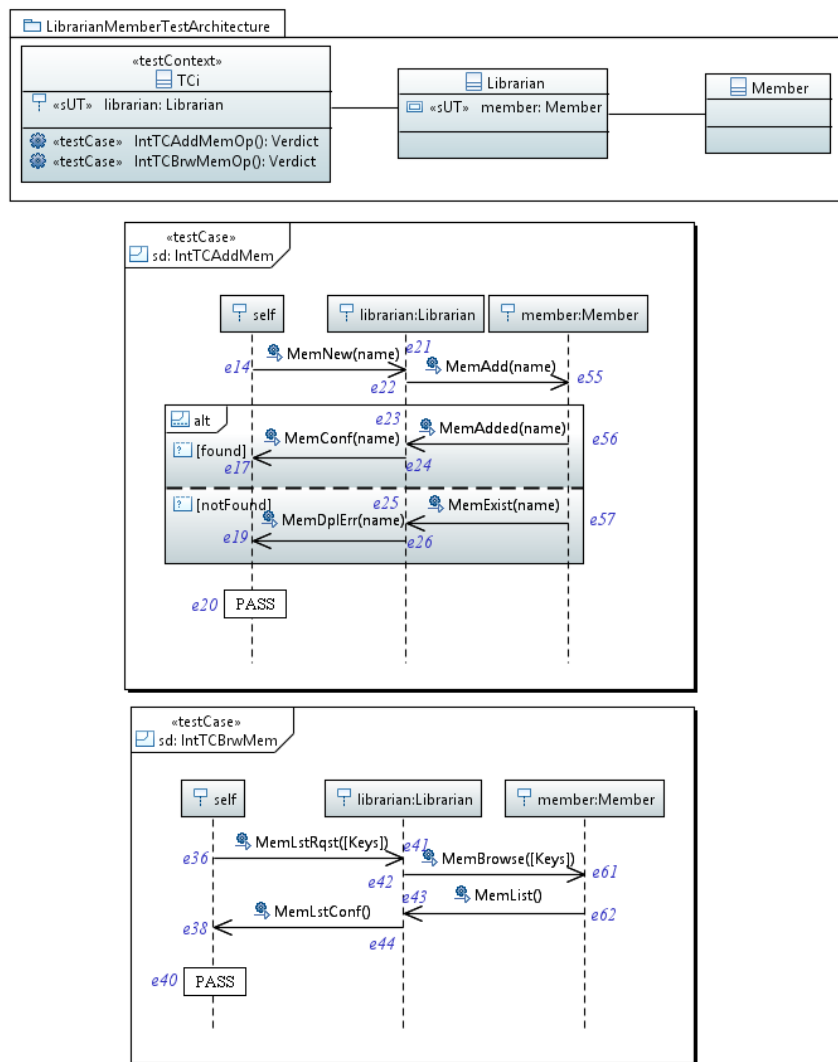 LibrarianMemberTestArchitecture
«testContext»
TCi
«sUT» librarian: Librarian
«testCase» IntTCAddMemOp(): Verdict
«testCase» IntTCBrwMemOp(): Verdict
Librarian
«sUT» member: Member
Member
«testCase»
sd: IntTCAddMem
self
librarian:Librarian
member:Member
e14
MemNew(name)
e21
e22
MemAdd(name)
e55
alt
[found]
e23
MemConf(name)
MemAdded(name)
e56
e17
e24
[notFound]
e25
MemDplErr(name)
MemExist(name)
e57
e19
e26
e20
PASS
«testCase»
sd: IntTCBrwMem
self
librarian:Librarian
member:Member
e36
MemLstRqst([Keys])
e41
e42
MemBrowse([Keys])
e61
e43
MemLstConf()
MemList()
e62
e38
e44
e40
PASS